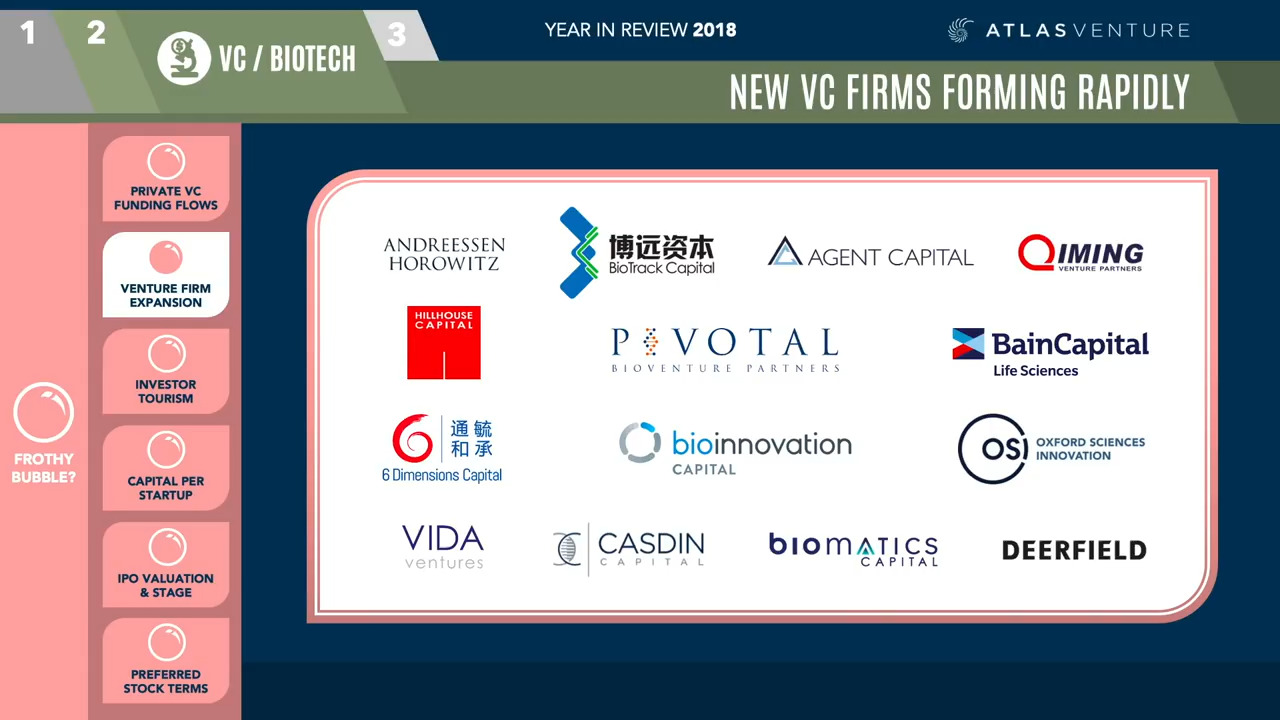 1
2
VC / BIOTECH
3
YEAR IN REVIEW 2018
ATLAS VENTURE
NEW VC FIRMS FORMING RAPIDLY
FROTHY
BUBBLE?
PRIVATE VC
FUNDING FLOWS
VENTURE FIRM
EXPANSION
INVESTOR
TOURISM
CAPITAL PER
STARTUP
IPO VALUATION
& STAGE
PREFERRED
STOCK TERMS
ANDREESSEN
HOROWITZ
博远资本
BioTrack Capital
AGENT CAPITAL
QIMING
VENTURE PARTNERS
HILLHOUSE
CAPITAL
PIVOTAL
BIOVENTURE PARTNERS
BainCapital
Life Sciences
6
通毓
和承
6 Dimensions Capital
bioinnovation
CAPITAL
OSI
OXFORD SCIENCES
INNOVATION
VIDA
ventures
CASDIN
CAPITAL
biomatics
CAPITAL
DEERFIELD